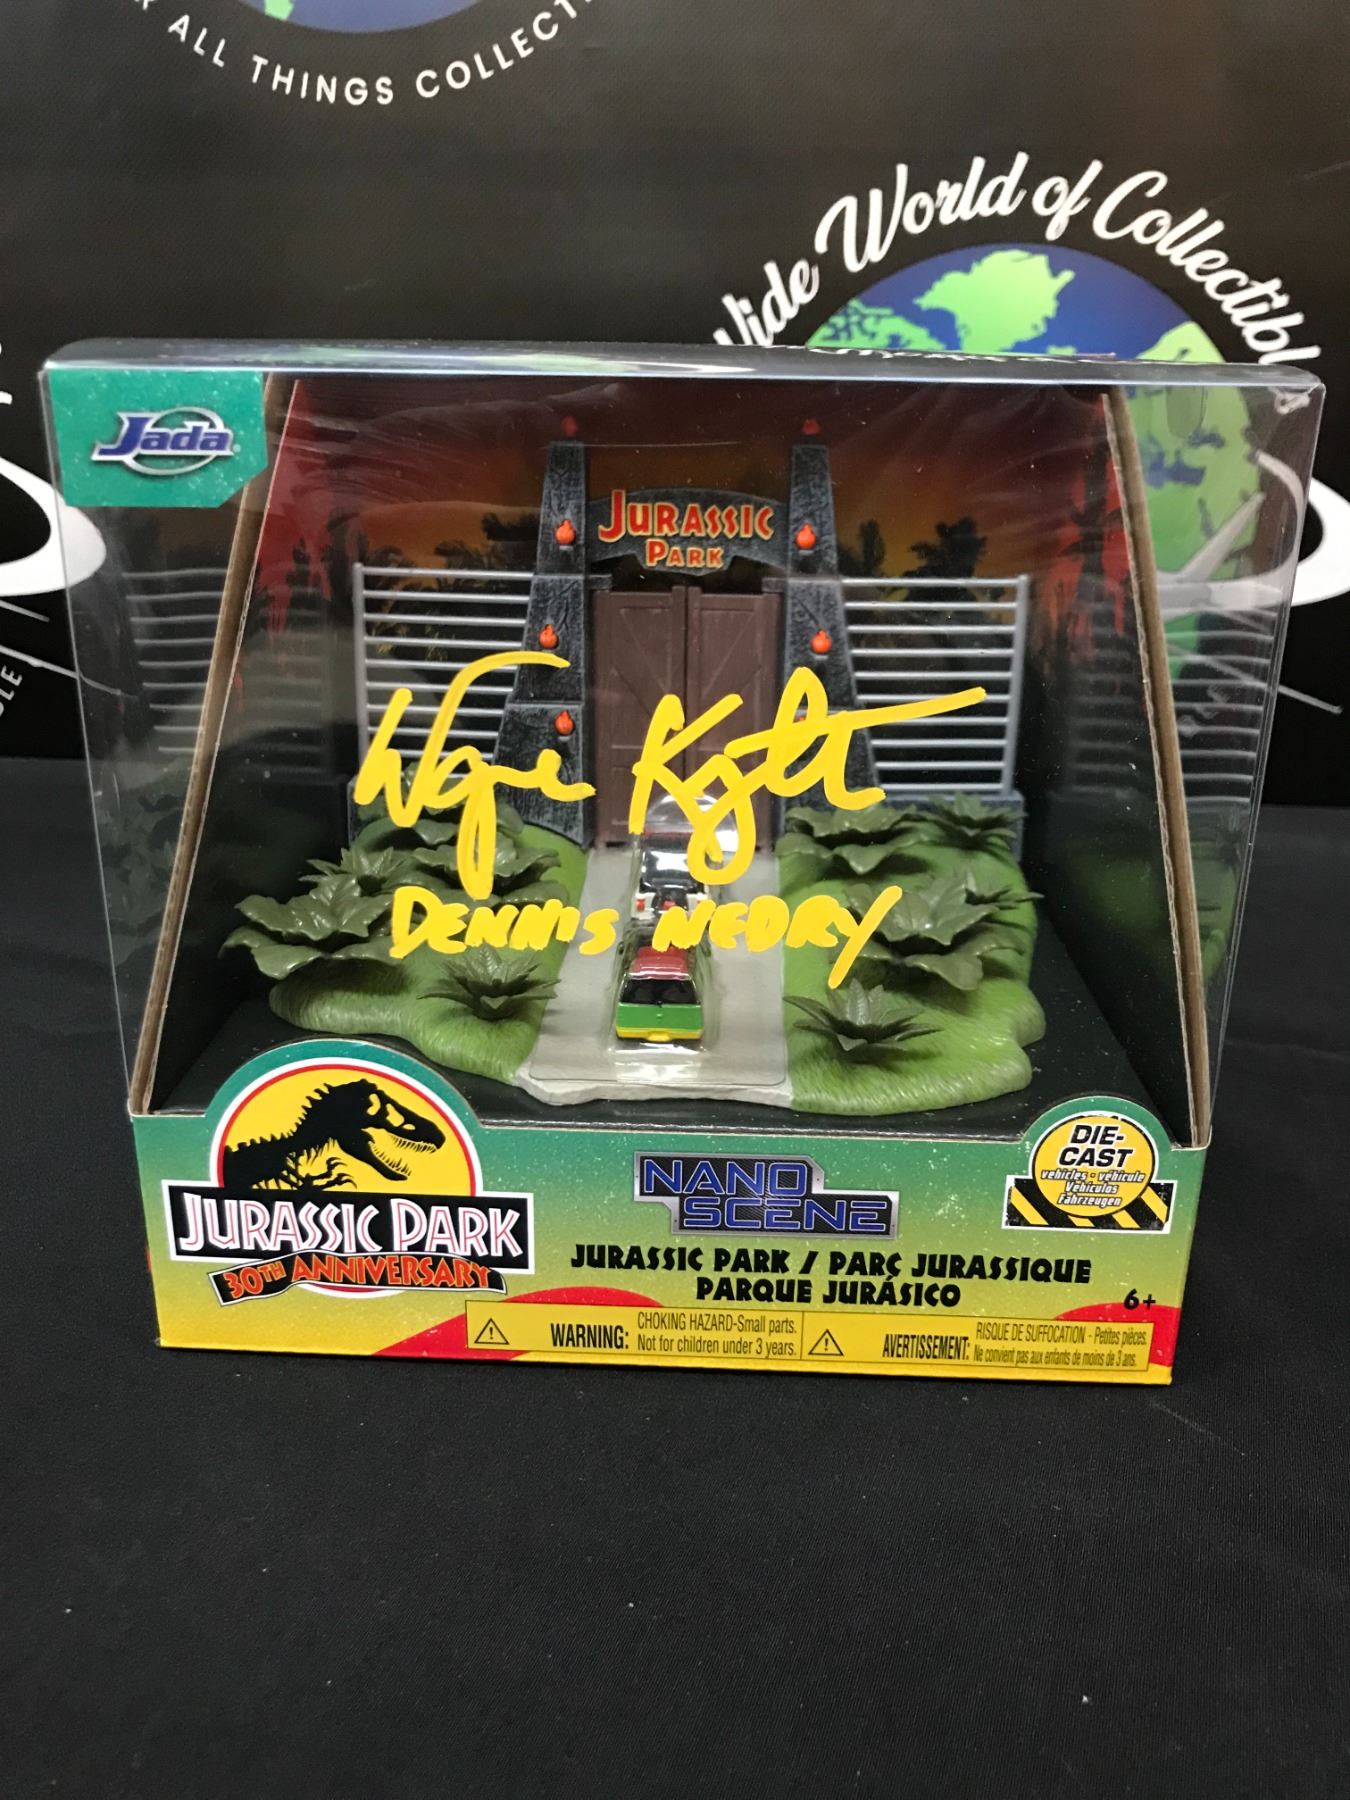 ALL THINGS COLLECT
Wide World of Collectibl
Jada
JURASSIC
PARK
Wayne Knight
DENNIS NEDRY
JURASSIC PARK
30TH ANNIVERSARY
NANO
SCENE
DIE-
CAST
vehicles - véhicule
Vehículos
Fahrzeugen
JURASSIC PARK / PARC JURASSIQUE
PARQUE JURÁSICO
6+
WARNING: CHOKING HAZARD-Small parts.
Not for children under 3 years.
AVERTISSEMENT: RISQUE DE SUFFOCATION - Petites pièces.
Ne convient pas aux enfants de moins de 3 ans.